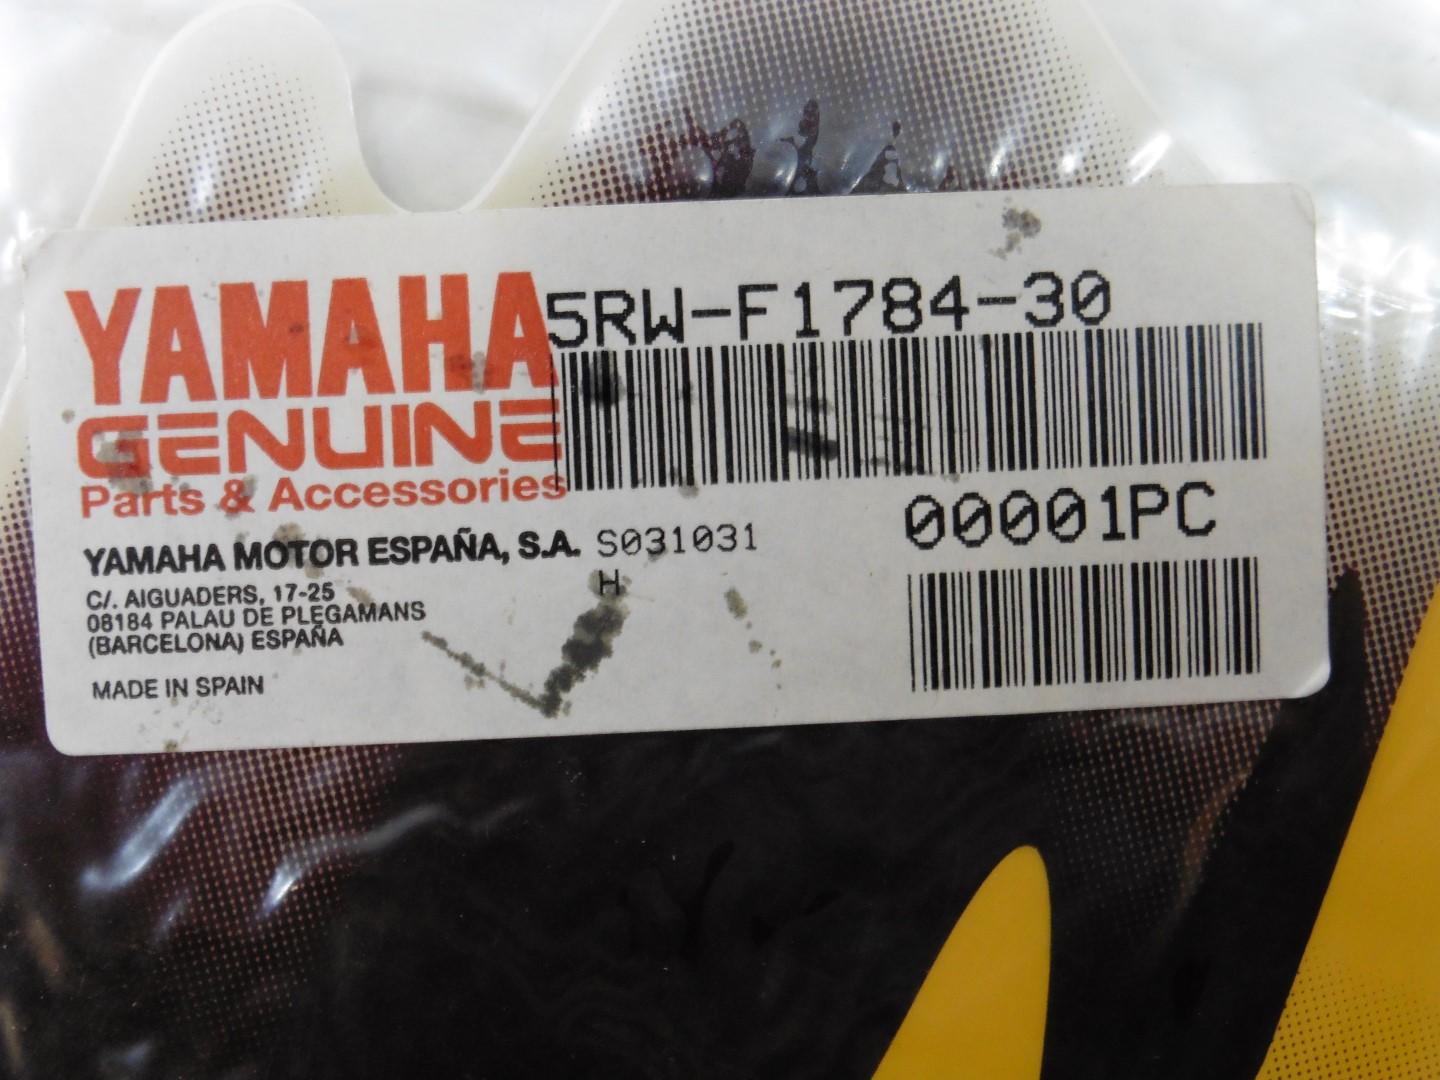 YAMAHA
GENUINE
Parts & Accessories
5RW-F1784-30
00001PC
YAMAHA MOTOR ESPAÑA, S.A. S031031
H
C/. AIGUADERS, 17-25
08184 PALAU DE PLEGAMANS
(BARCELONA) ESPAÑA
MADE IN SPAIN